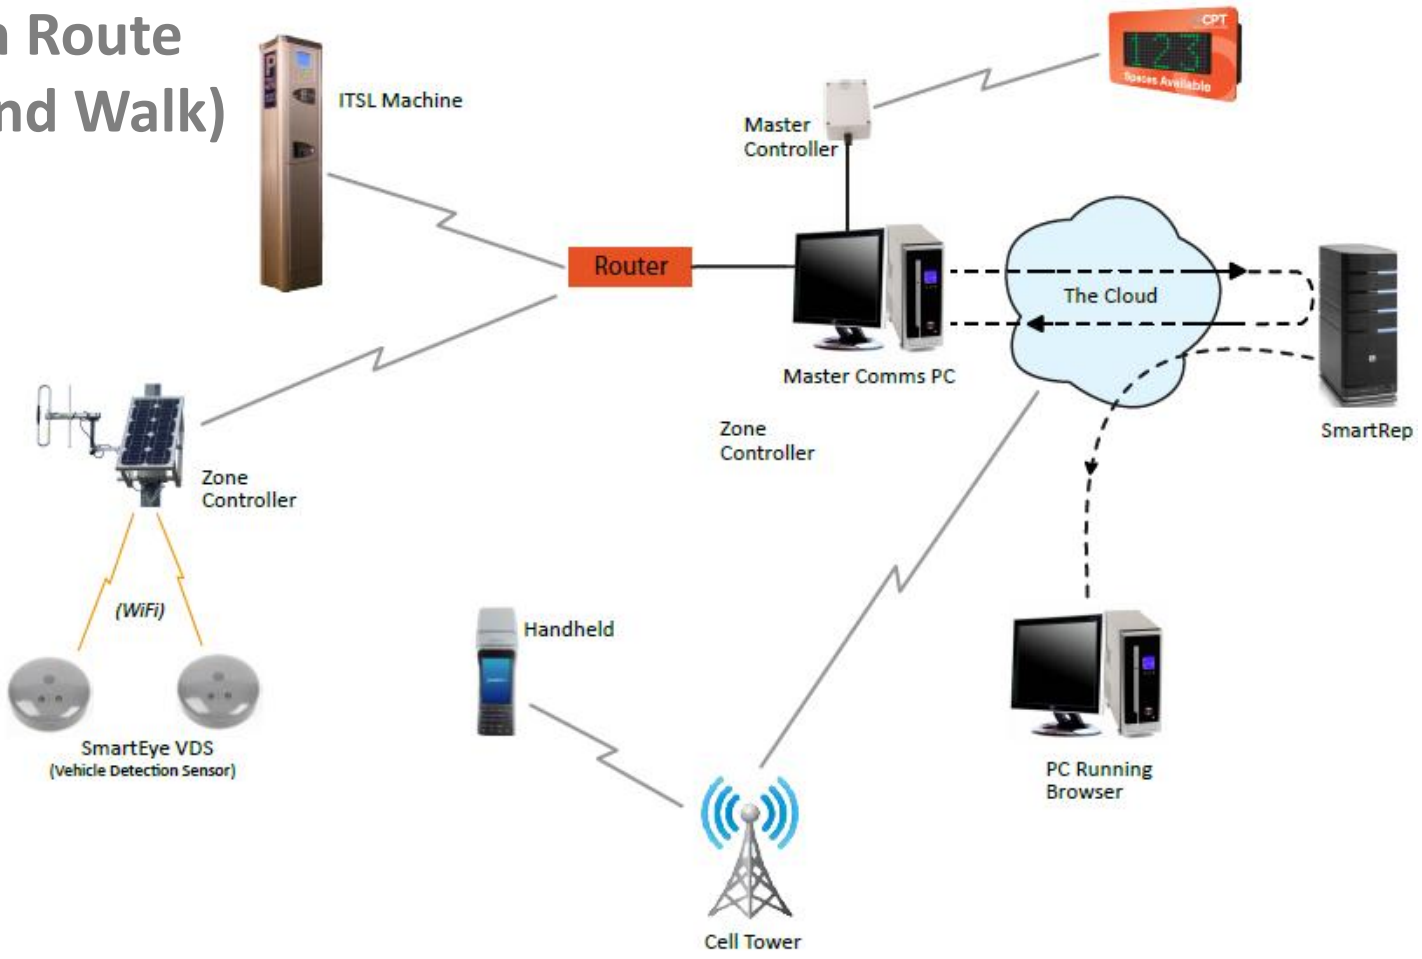 n Route
nd Walk)
ITSL Machine
CPT
123
Spaces Available
Master
Controller
Router
The Cloud
Master Comms PC
SmartRep
Zone
Controller
Zone
Controller
(WiFi)
Handheld
SmartEye VDS
(Vehicle Detection Sensor)
PC Running
Browser
Cell Tower